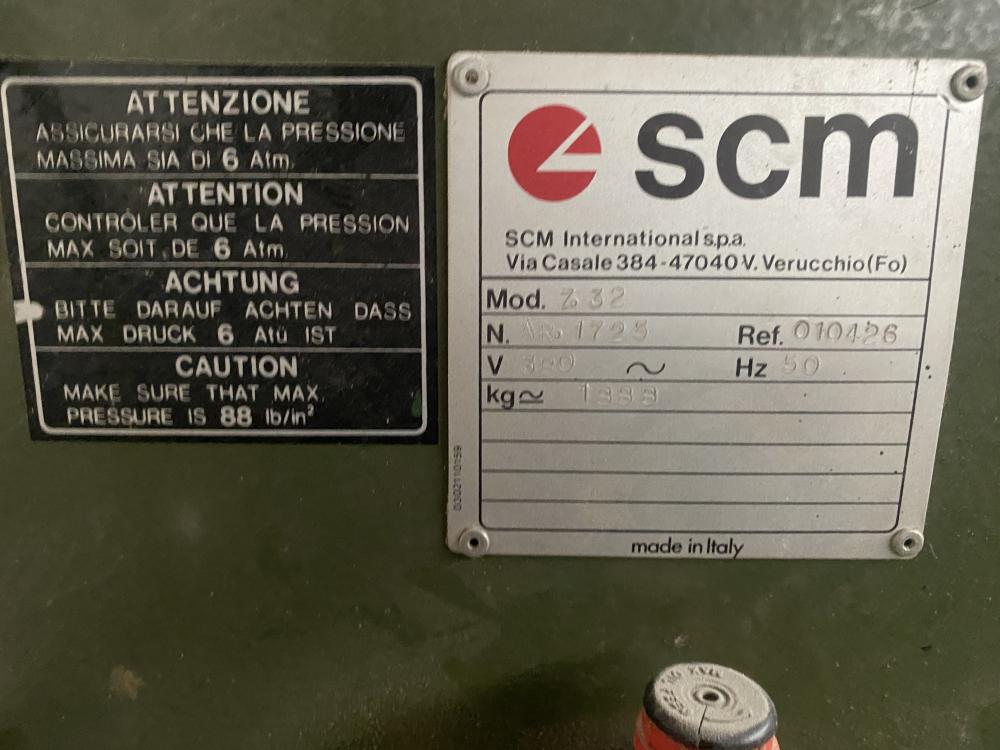 ATTENZIONE
ASSICURARSI CHE LA PRESSIONE
MASSIMA SIA DI 6 Atm.
ATTENTION
CONTRÔLER QUE LA PRESSION
MAX SOIT DE 6 Atm.
ACHTUNG
BITTE DARAUF ACHTEN DASS
MAX DRUCK 6 Atü IST
CAUTION
MAKE SURE THAT MAX.
PRESSURE IS 88 lb/in²
scm
SCM International s.p.a.
Via Casale 384-47040 V. Verucchio (Fo)
Mod. Z 32
N. 1725 Ref. 010426
V 380 ~ Hz 50
kg≃
0302110159
made in Italy